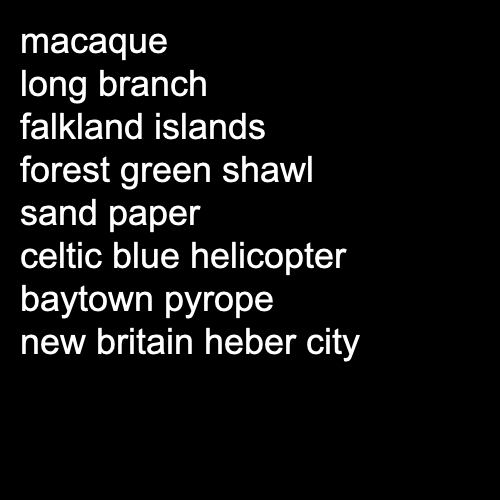 macaque
long branch
falkland islands
forest green shawl
sand paper
celtic blue helicopter
baytown pyrope
new britain heber city